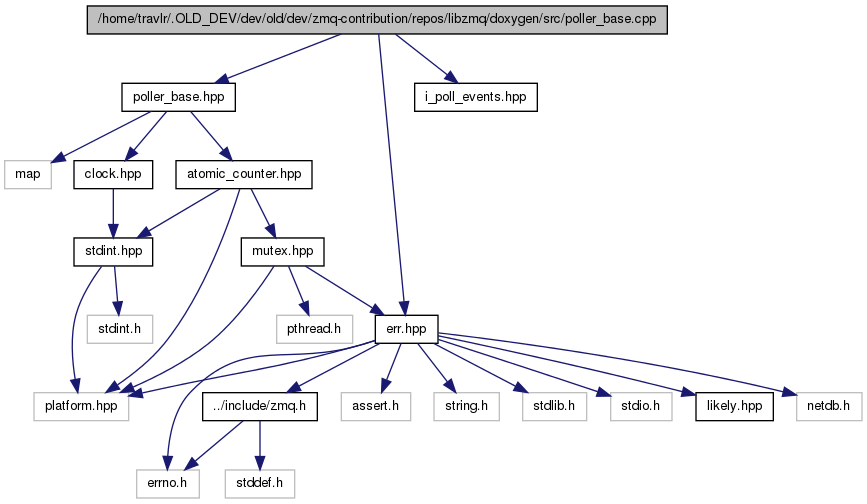 /home/travlr/.OLD_DEV/dev/old/dev/zmq-contribution/repos/libzmq/doxygen/src/poller_base.cpp
poller_base.hpp
i_poll_events.hpp
map
clock.hpp
atomic_counter.hpp
stdint.hpp
mutex.hpp
stdint.h
pthread.h
err.hpp
platform.hpp
../include/zmq.h
assert.h
string.h
stdlib.h
stdio.h
likely.hpp
netdb.h
errno.h
stddef.h